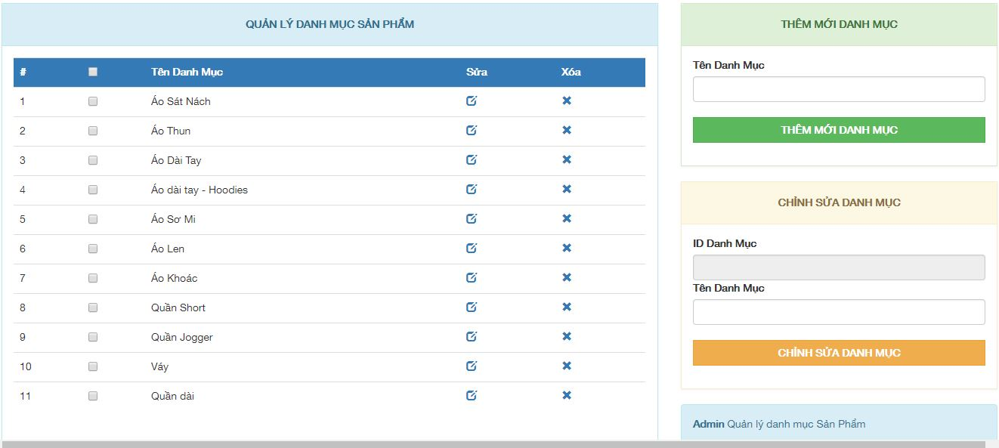 QUẢN LÝ DANH MỤC SẢN PHẨM
# Tên Danh Mục Sửa Xóa
1 Áo Sát Nách
2 Áo Thun
3 Áo Dài Tay
4 Áo dài tay - Hoodies
5 Áo Sơ Mi
6 Áo Len
7 Áo Khoác
8 Quần Short
9 Quần Jogger
10 Váy
11 Quần dài
THÊM MỚI DANH MỤC
Tên Danh Mục
THÊM MỚI DANH MỤC
CHỈNH SỬA DANH MỤC
ID Danh Mục
Tên Danh Mục
CHỈNH SỬA DANH MỤC
Admin Quản lý danh mục Sản Phẩm